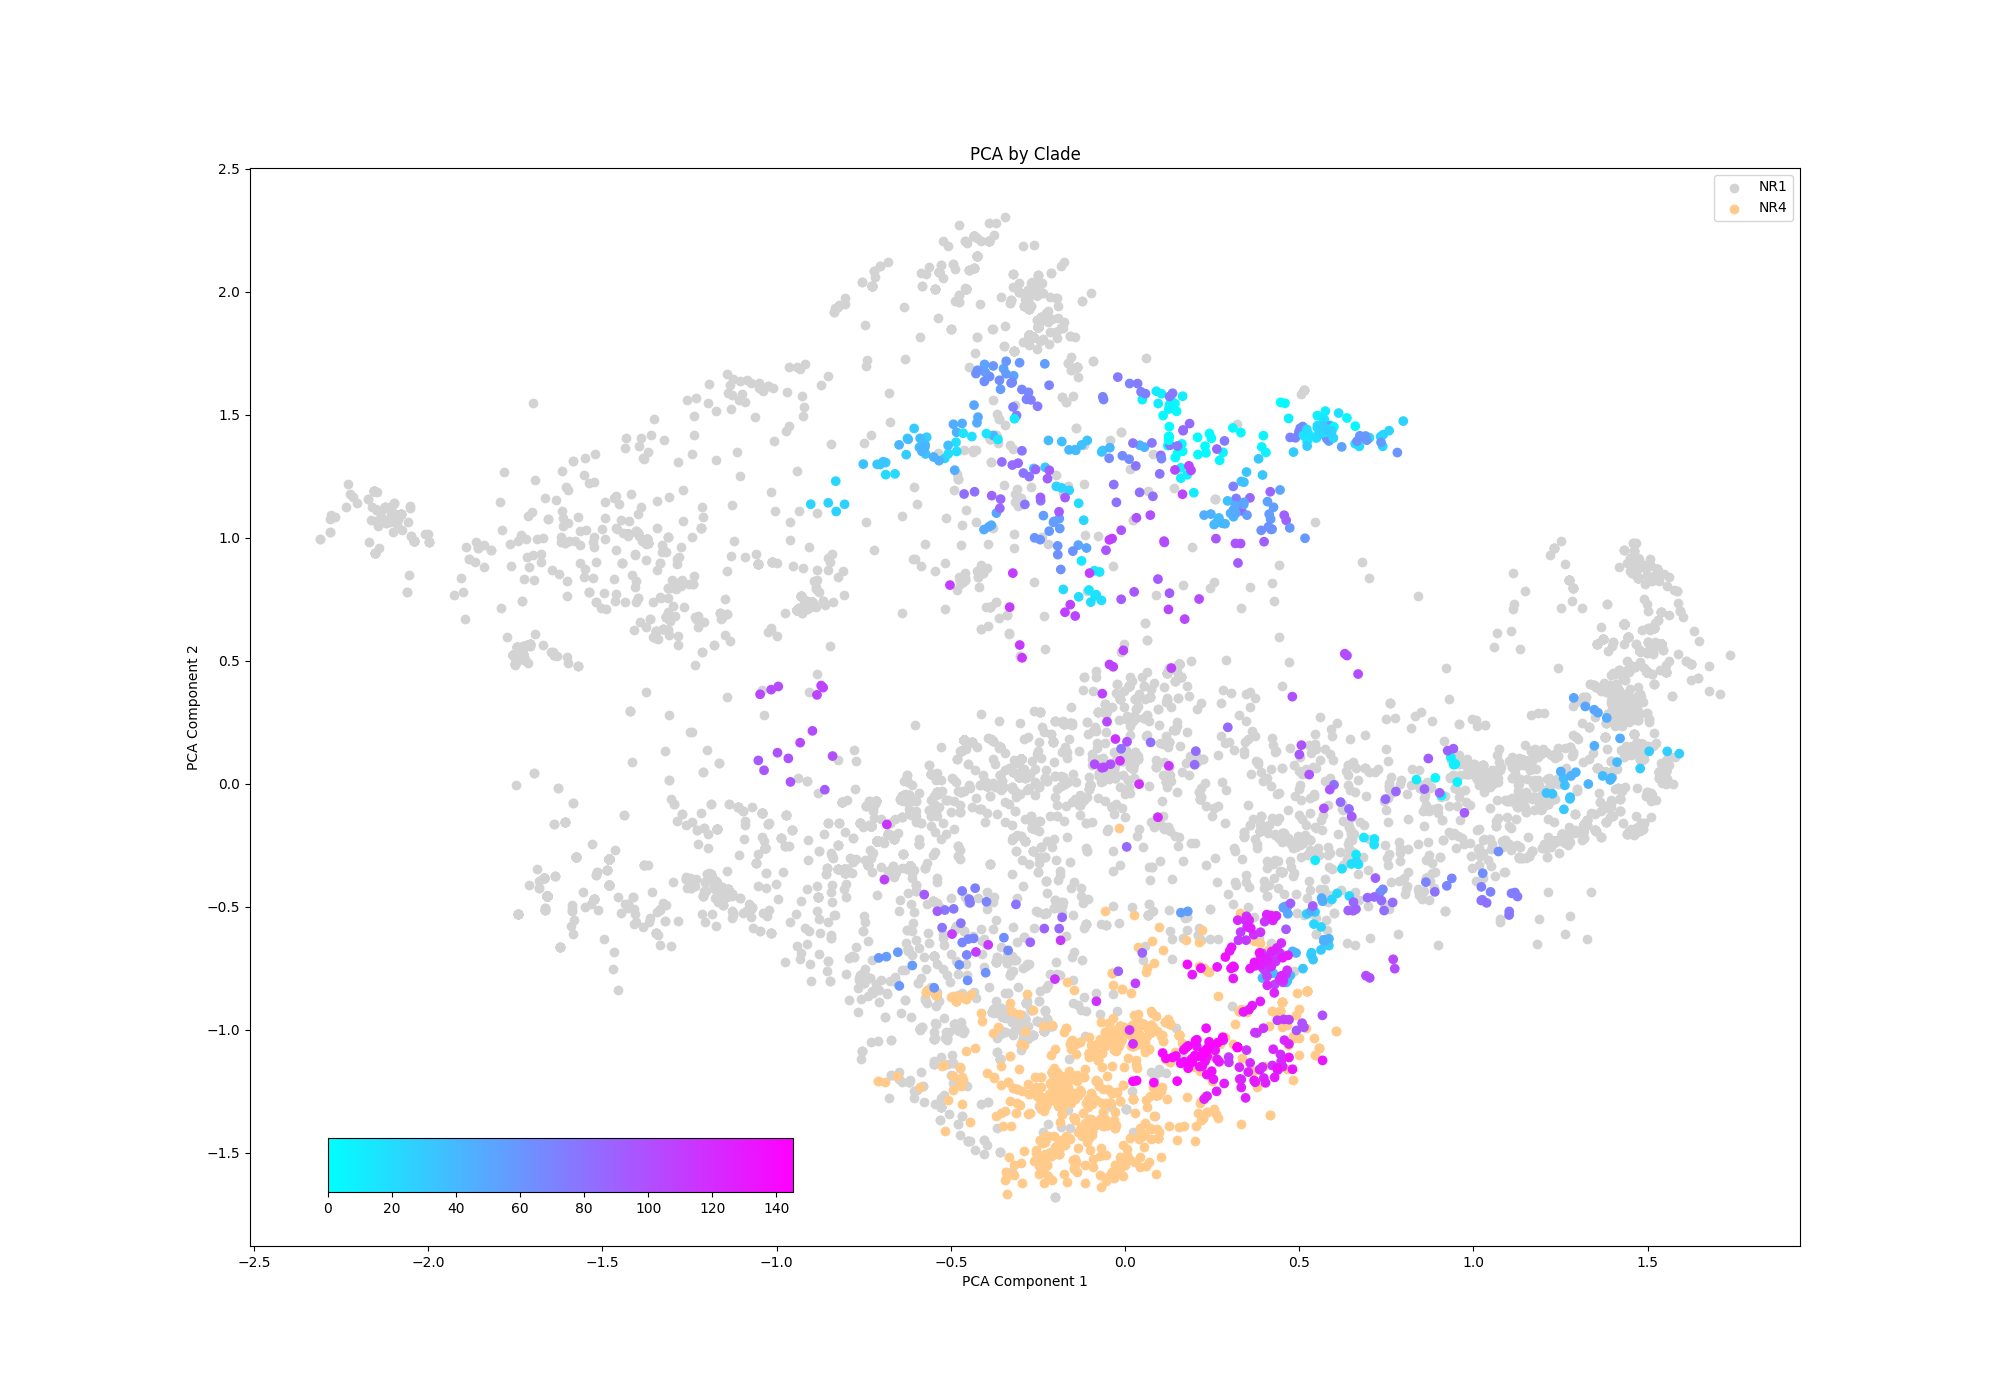 PCA by Clade
NR1
NR4
2.5
2.0
1.5
1.0
0.5
0.0
−0.5
−1.0
−1.5
PCA Component 2
0 20 40 60 80 100 120 140
−2.5 −2.0 −1.5 −1.0 −0.5 0.0 0.5 1.0 1.5
PCA Component 1